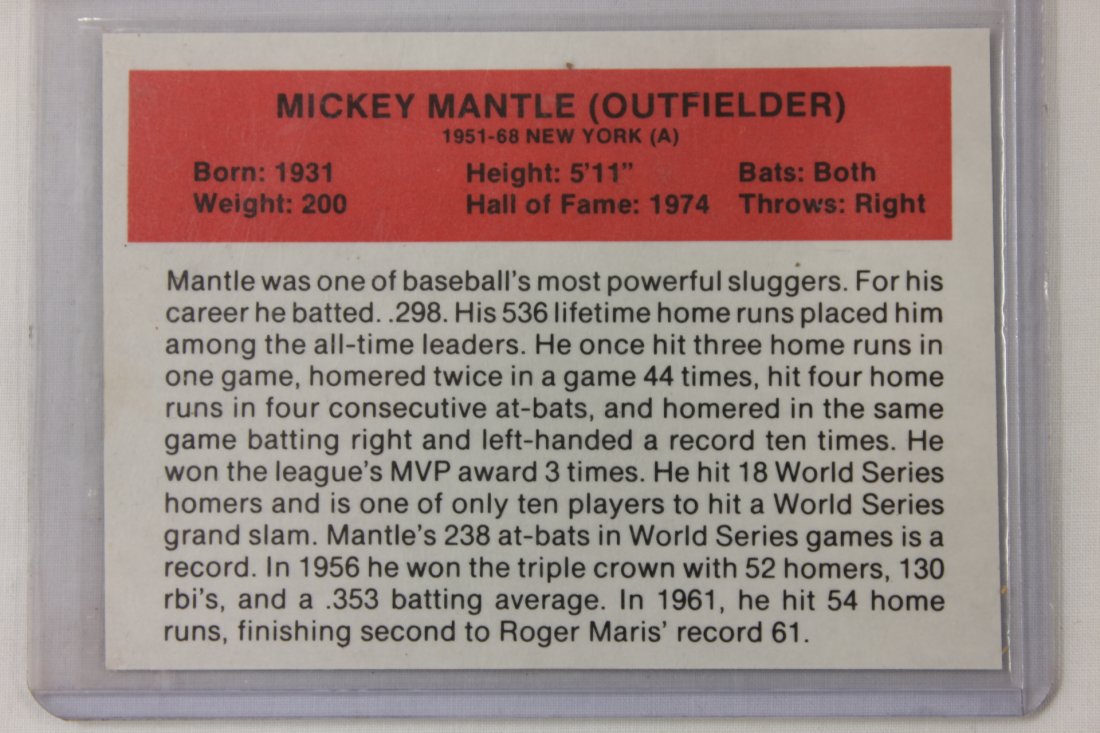 MICKEY MANTLE (OUTFIELDER)
1951-68 NEW YORK (A)
Born: 1931 Height: 5'11" Bats: Both
Weight: 200 Hall of Fame: 1974 Throws: Right
Mantle was one of baseball's most powerful sluggers. For his
career he batted. .298. His 536 lifetime home runs placed him
among the all-time leaders. He once hit three home runs in
one game, homered twice in a game 44 times, hit four home
runs in four consecutive at-bats, and homered in the same
game batting right and left-handed a record ten times. He
won the league's MVP award 3 times. He hit 18 World Series
homers and is one of only ten players to hit a World Series
grand slam. Mantle's 238 at-bats in World Series games is a
record. In 1956 he won the triple crown with 52 homers, 130
rbi's, and a .353 batting average. In 1961, he hit 54 home
runs, finishing second to Roger Maris' record 61.